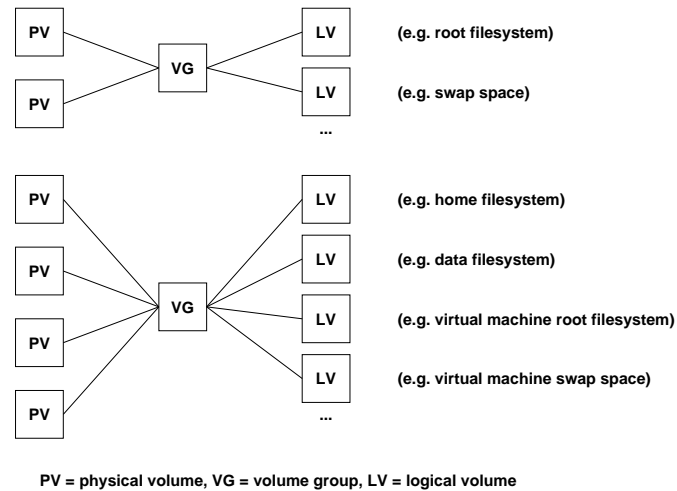 PV LV (e.g. root filesystem)
VG
PV LV (e.g. swap space)
...
PV LV (e.g. home filesystem)
PV LV (e.g. data filesystem)
VG
PV LV (e.g. virtual machine root filesystem)
PV LV (e.g. virtual machine swap space)
...
PV = physical volume, VG = volume group, LV = logical volume